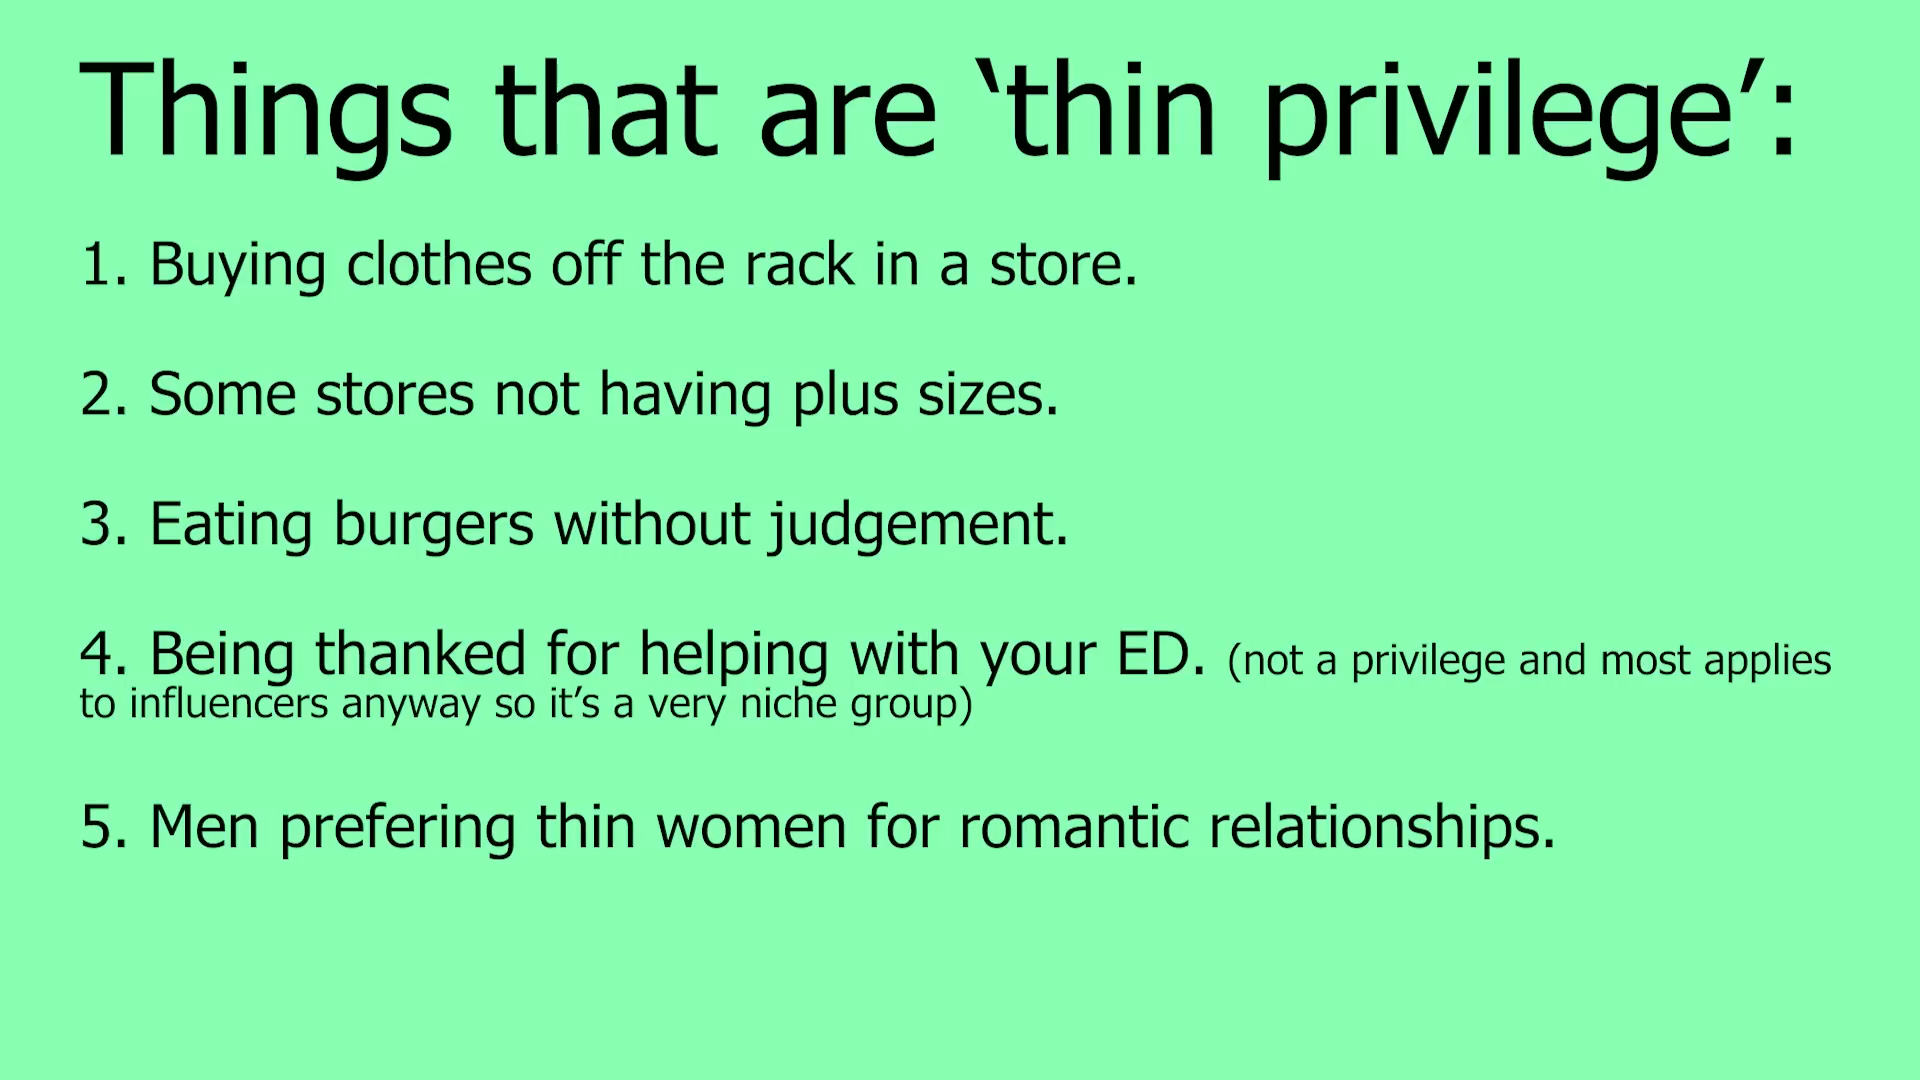 Things that are ‘thin privilege’:
1. Buying clothes off the rack in a store.
2. Some stores not having plus sizes.
3. Eating burgers without judgement.
4. Being thanked for helping with your ED. (not a privilege and most applies
to influencers anyway so it’s a very niche group)
5. Men prefering thin women for romantic relationships.